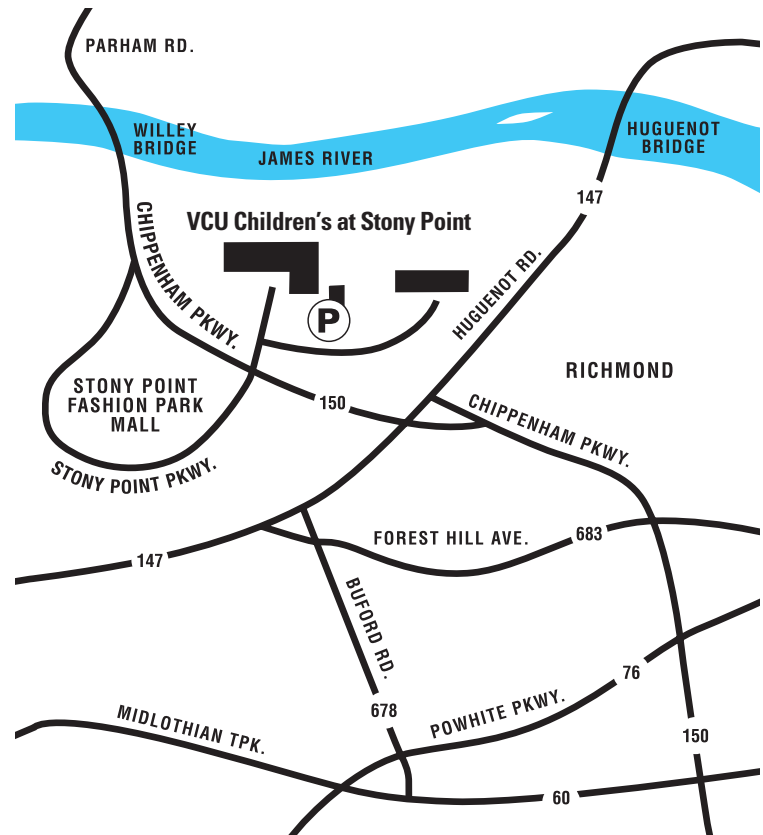 PARHAM RD.
WILLEY
BRIDGE
JAMES RIVER
HUGUENOT
BRIDGE
147
VCU Children's at Stony Point
CHIPPENHAM PKWY.
HUGUENOT RD.
P
RICHMOND
STONY POINT
FASHION PARK
MALL
150
CHIPPENHAM PKWY.
STONY POINT PKWY.
FOREST HILL AVE.
683
147
BUFORD RD.
76
678
POWHITE PKWY.
MIDLOTHIAN TPK.
150
60